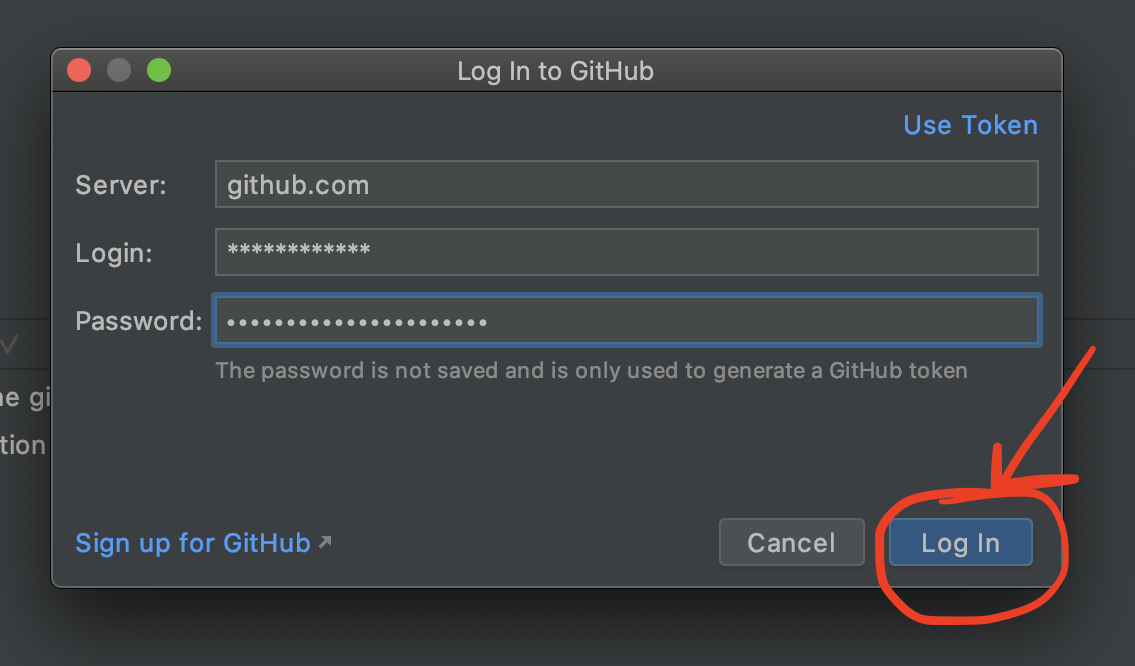 Log In to GitHub
Use Token
Server: github.com
Login: ************
Password: ••••••••••••••••••••••
The password is not saved and is only used to generate a GitHub token
e gi
tion
Sign up for GitHub ↗
Cancel
Log In